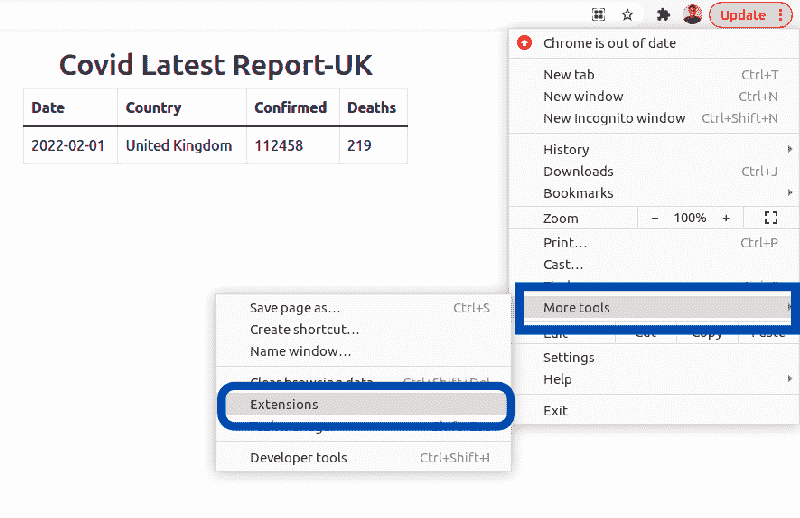 Update
Covid Latest Report-UK
Date Country Confirmed Deaths
2022-02-01 United Kingdom 112458 219
Chrome is out of date
New tab Ctrl+T
New window Ctrl+N
New Incognito window Ctrl+Shift+N
History
Downloads Ctrl+J
Bookmarks
Zoom - 100% +
Print... Ctrl+P
Cast...
More tools
Edit Cut Copy Paste
Settings
Help
Exit
Save page as... Ctrl+S
Create shortcut...
Name window...
Clear browsing data... Ctrl+Shift+Del
Extensions
Developer tools Ctrl+Shift+I